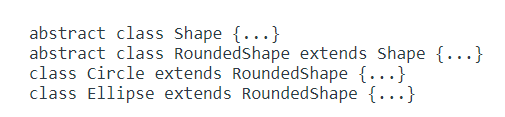 abstract class Shape {...}
abstract class RoundedShape extends Shape {...}
class Circle extends RoundedShape {...}
class Ellipse extends RoundedShape {...}